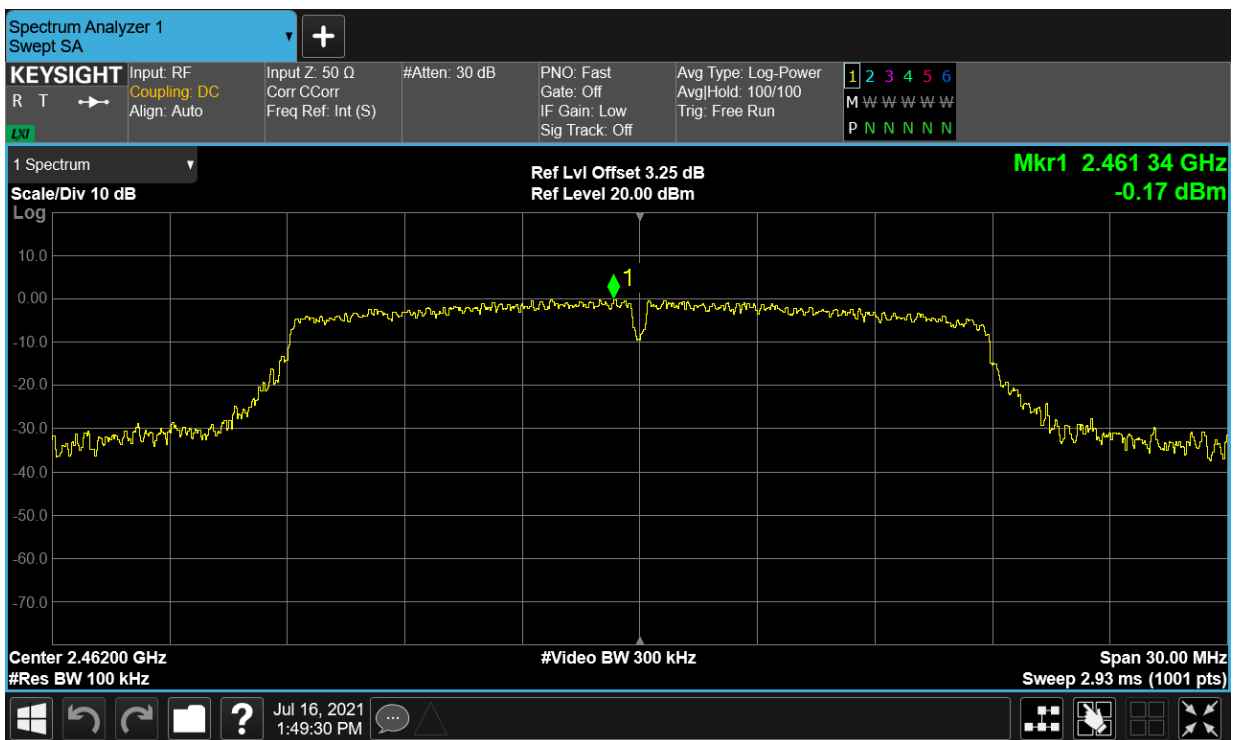 Spectrum Analyzer 1
Swept SA
KEYSIGHT
R T
LXI
Input: RF
Coupling: DC
Align: Auto
Input Z: 50 Ω
Corr CCorr
Freq Ref: Int (S)
#Atten: 30 dB
PNO: Fast
Gate: Off
IF Gain: Low
Sig Track: Off
Avg Type: Log-Power
Avg|Hold: 100/100
Trig: Free Run
1 2 3 4 5 6
M W W W W W
P N N N N N
1 Spectrum
Scale/Div 10 dB
Log
Ref Lvl Offset 3.25 dB
Ref Level 20.00 dBm
Mkr1 2.461 34 GHz
-0.17 dBm
10.0
0.00
-10.0
-20.0
-30.0
-40.0
-50.0
-60.0
-70.0
1
Center 2.46200 GHz
#Res BW 100 kHz
#Video BW 300 kHz
Span 30.00 MHz
Sweep 2.93 ms (1001 pts)
?
Jul 16, 2021
1:49:30 PM